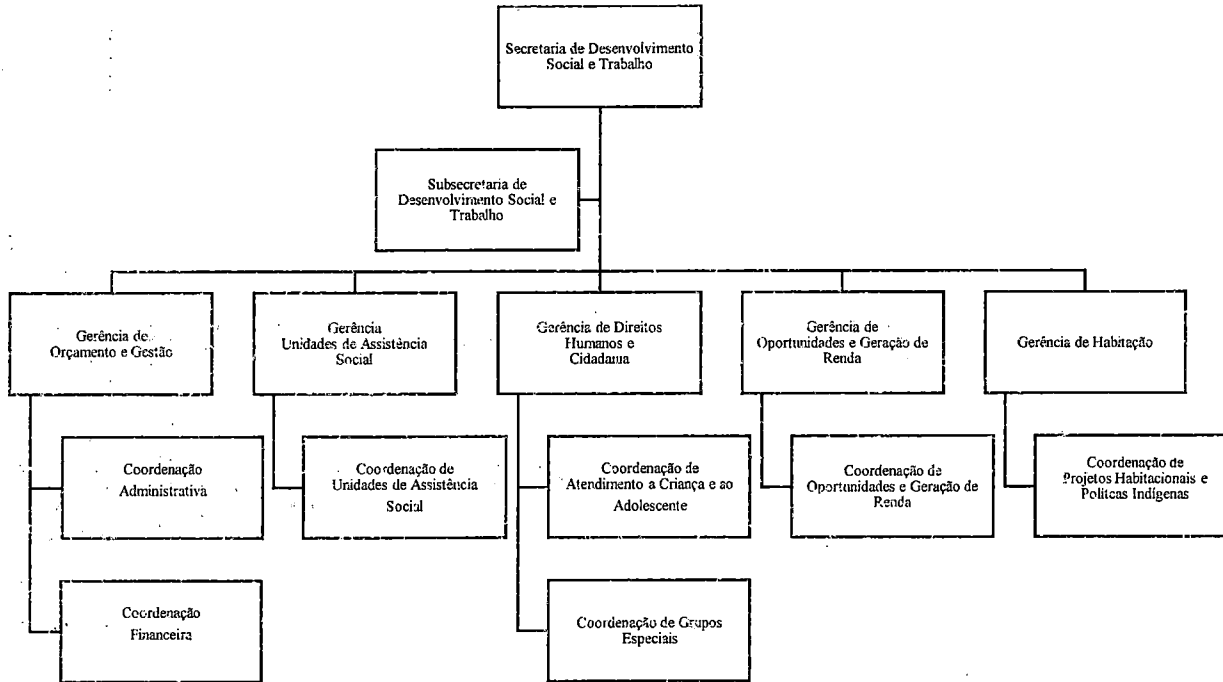 Secretaria de Desenvolvimento
Social e Trabalho
Subsecretaria de
Desenvolvimento Social e
Trabalho
Gerência de
Orçamento e Gestão
Gerência
Unidades de Assistência
Social
Gerência de Direitos
Humanos e
Cidadania
Gerência de
Oportunidades e Geração de
Renda
Gerência de Habitação
Coordenação
Administrativa
Coordenação de
Unidades de Assistência
Social
Coordenação de
Atendimento a Criança e ao
Adolescente
Coordenação de
Oportunidades e Geração de
Renda
Coordenação de
Projetos Habitacionais e
Polítcas Indígenas
Coordenação
Financeira
Coordenação de Grupos
Especiais